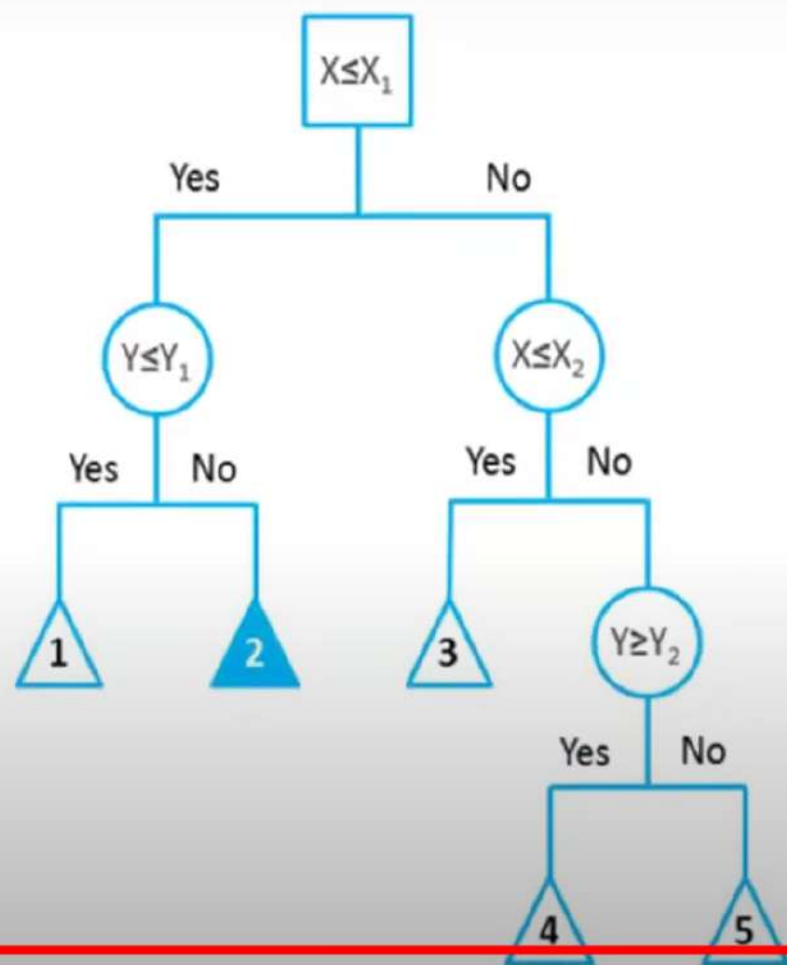 X≤X₁
Yes No
Y≤Y₁ X≤X₂
Yes No Yes No
1 2 3 Y≥Y₂
Yes No
4 5